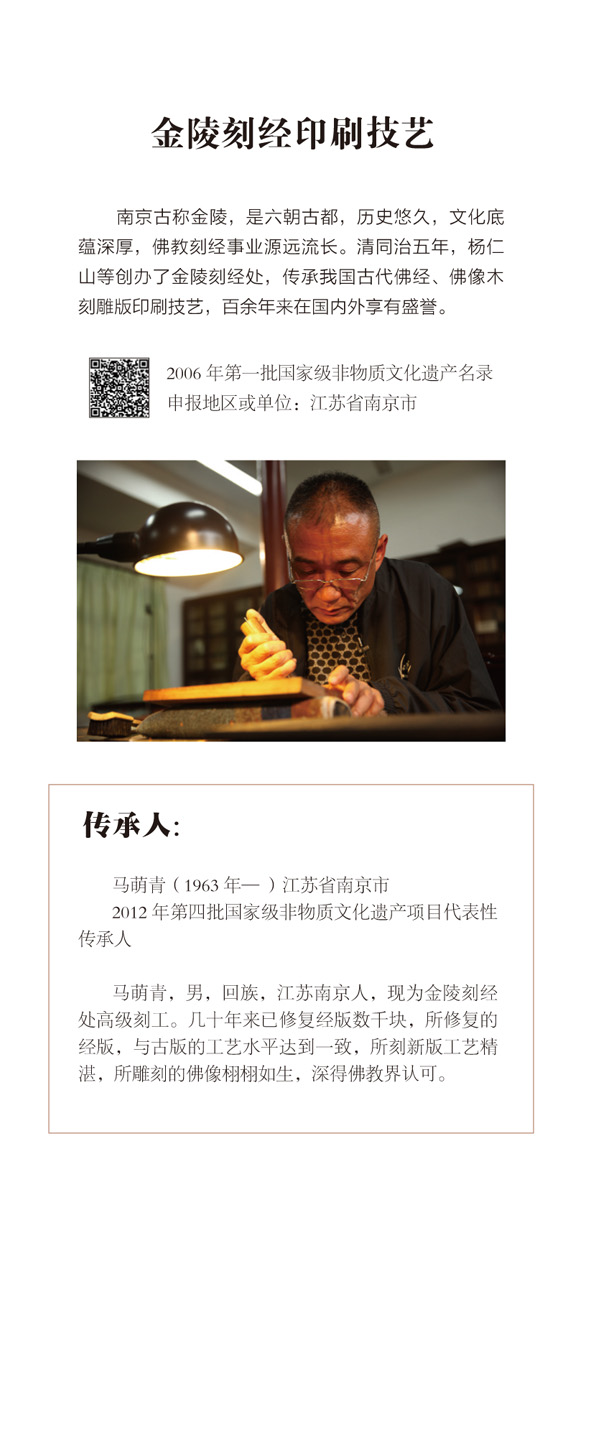 金陵刻经印刷技艺
南京古称金陵，是六朝古都，历史悠久，文化底
蕴深厚，佛教刻经事业源远流长。清同治五年，杨仁
山等创办了金陵刻经处，传承我国古代佛经、佛像木
刻雕版印刷技艺，百余年来在国内外享有盛誉。
2006 年第一批国家级非物质文化遗产名录
申报地区或单位：江苏省南京市
传承人：
马萌青（1963 年— ）江苏省南京市
2012 年第四批国家级非物质文化遗产项目代表性
传承人
马萌青，男，回族，江苏南京人，现为金陵刻经
处高级刻工。几十年来已修复经版数千块，所修复的
经版，与古版的工艺水平达到一致，所刻新版工艺精
湛，所雕刻的佛像栩栩如生，深得佛教界认可。